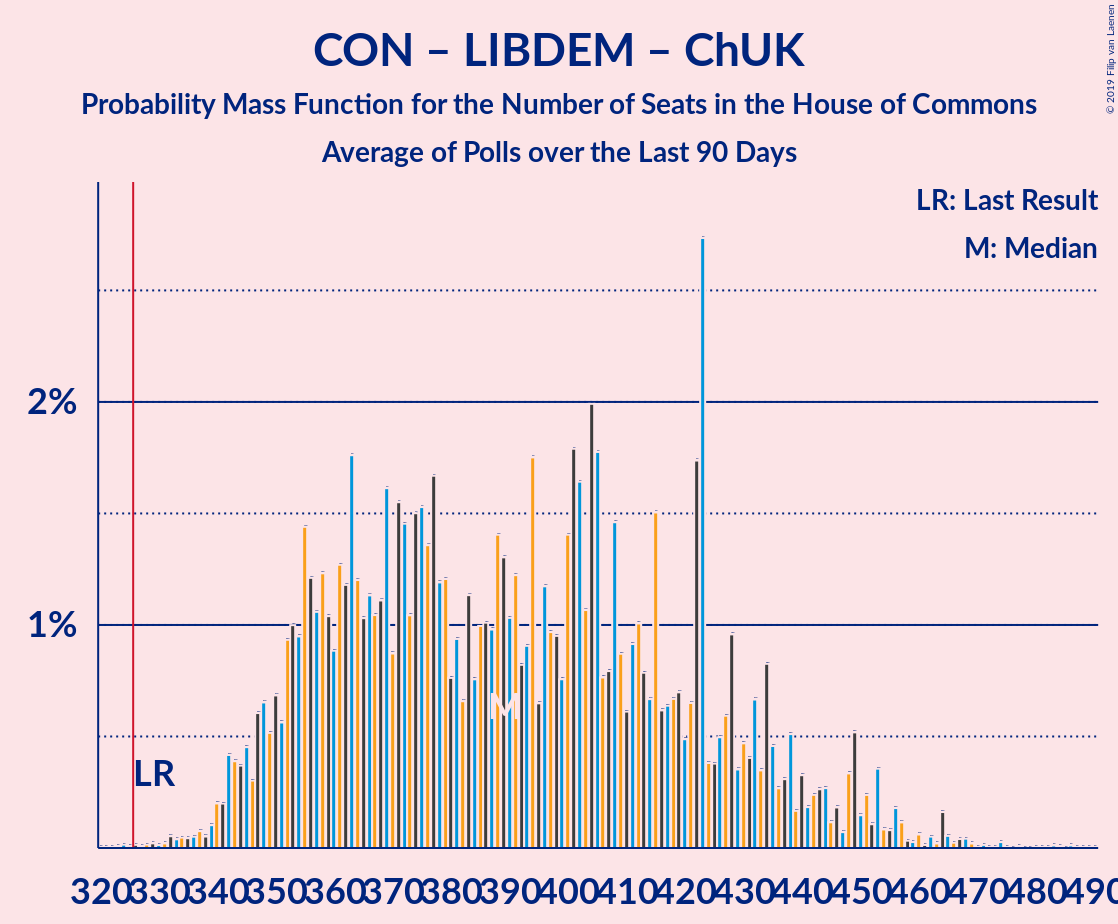 CON – LIBDEM – ChUK
Probability Mass Function for the Number of Seats in the House of Commons
Average of Polls over the Last 90 Days
© 2019 Filip van Laenen
LR: Last Result
M: Median
2%
1%
M
LR
320 330 340 350 360 370 380 390 400 410 420 430 440 450 460 470 480 490